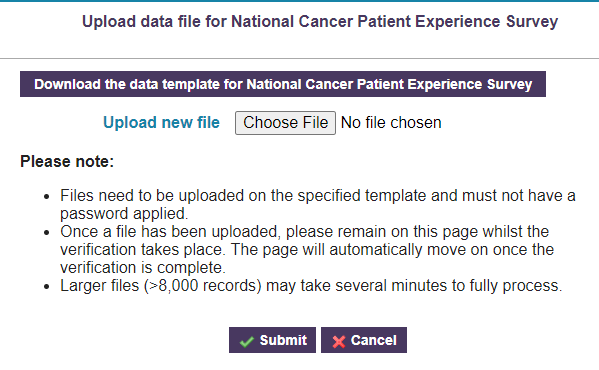 Upload data file for National Cancer Patient Experience Survey
Download the data template for National Cancer Patient Experience Survey
Upload new file Choose File No file chosen
Please note:
• Files need to be uploaded on the specified template and must not have a
password applied.
• Once a file has been uploaded, please remain on this page whilst the
verification takes place. The page will automatically move on once the
verification is complete.
• Larger files (>8,000 records) may take several minutes to fully process.
Submit Cancel